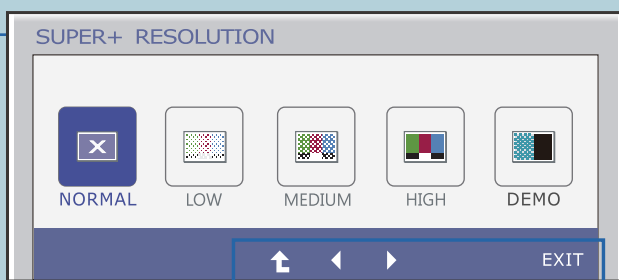 SUPER+ RESOLUTION
NORMAL LOW MEDIUM HIGH DEMO
EXIT